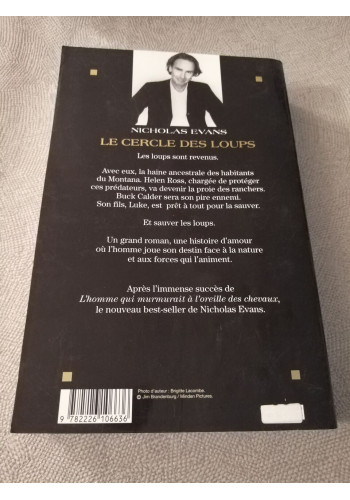 NICHOLAS EVANS
LE CERCLE DES LOUPS
Les loups sont revenus.
Avec eux, la haine ancestrale des habitants
du Montana. Helen Ross, chargée de protéger
ces prédateurs, va devenir la proie des ranchers.
Buck Calder sera son pire ennemi.
Son fils, Luke, est prêt à tout pour la sauver.
Et sauver les loups.
Un grand roman, une histoire d'amour
où l'homme joue son destin face à la nature
et aux forces qui l'animent.
Après l'immense succès de
L'homme qui murmurait à l'oreille des chevaux,
le nouveau best-seller de Nicholas Evans.
Photo d'auteur : Brigitte Lacombe.
© Jim Brandenburg / Minden Pictures.
9 782226 106636